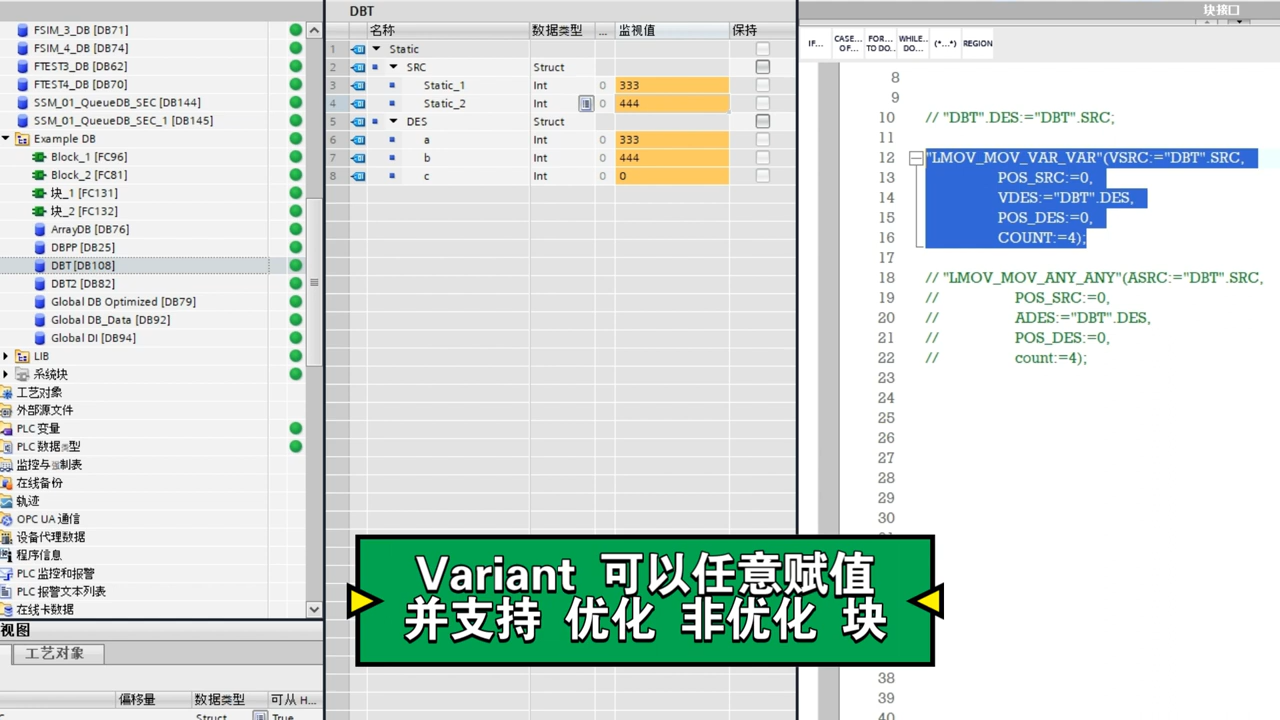 FSIM_3_DB [DB71]
FSIM_4_DB [DB74]
FTEST3_DB [DB62]
FTEST4_DB [DB70]
SSM_01_QueueDB_SEC [DB144]
SSM_01_QueueDB_SEC_1 [DB145]
Example DB
Block_1 [FC96]
Block_2 [FC81]
块_1 [FC131]
块_2 [FC132]
ArrayDB [DB76]
DBPP [DB25]
DBT [DB108]
DBT2 [DB82]
Global DB Optimized [DB79]
Global DB_Data [DB92]
Global DI [DB94]
LIB
系统块
工艺对象
外部源文件
PLC 变量
PLC 数据类型
监控与强制表
在线备份
轨迹
OPC UA 通信
设备代理数据
程序信息
PLC 监控和报警
PLC 报警文本列表
在线卡数据
视图
工艺对象
偏移量 数据类型 可从 H...
Struct True
DBT
名称 数据类型 ... 监视值 保持
1 Static
2 SRC Struct
3 Static_1 Int 0 333
4 Static_2 Int 0 444
5 DES Struct
6 a Int 0 333
7 b Int 0 444
8 c Int 0 0
块接口
IF... CASE... OF... FOR... TO DO.. WHILE.. DO... (*...*) REGION
8
9
10 // "DBT".DES:="DBT".SRC;
11
12 "LMOV_MOV_VAR_VAR"(VSRC:="DBT".SRC,
13 POS_SRC:=0,
14 VDES:="DBT".DES,
15 POS_DES:=0,
16 COUNT:=4);
17
18 // "LMOV_MOV_ANY_ANY"(ASRC:="DBT".SRC,
19 // POS_SRC:=0,
20 // ADES:="DBT".DES,
21 // POS_DES:=0,
22 // count:=4);
23
24
25
26
27
28
29
30
38
39
40
Variant 可以任意赋值
并支持 优化 非优化 块